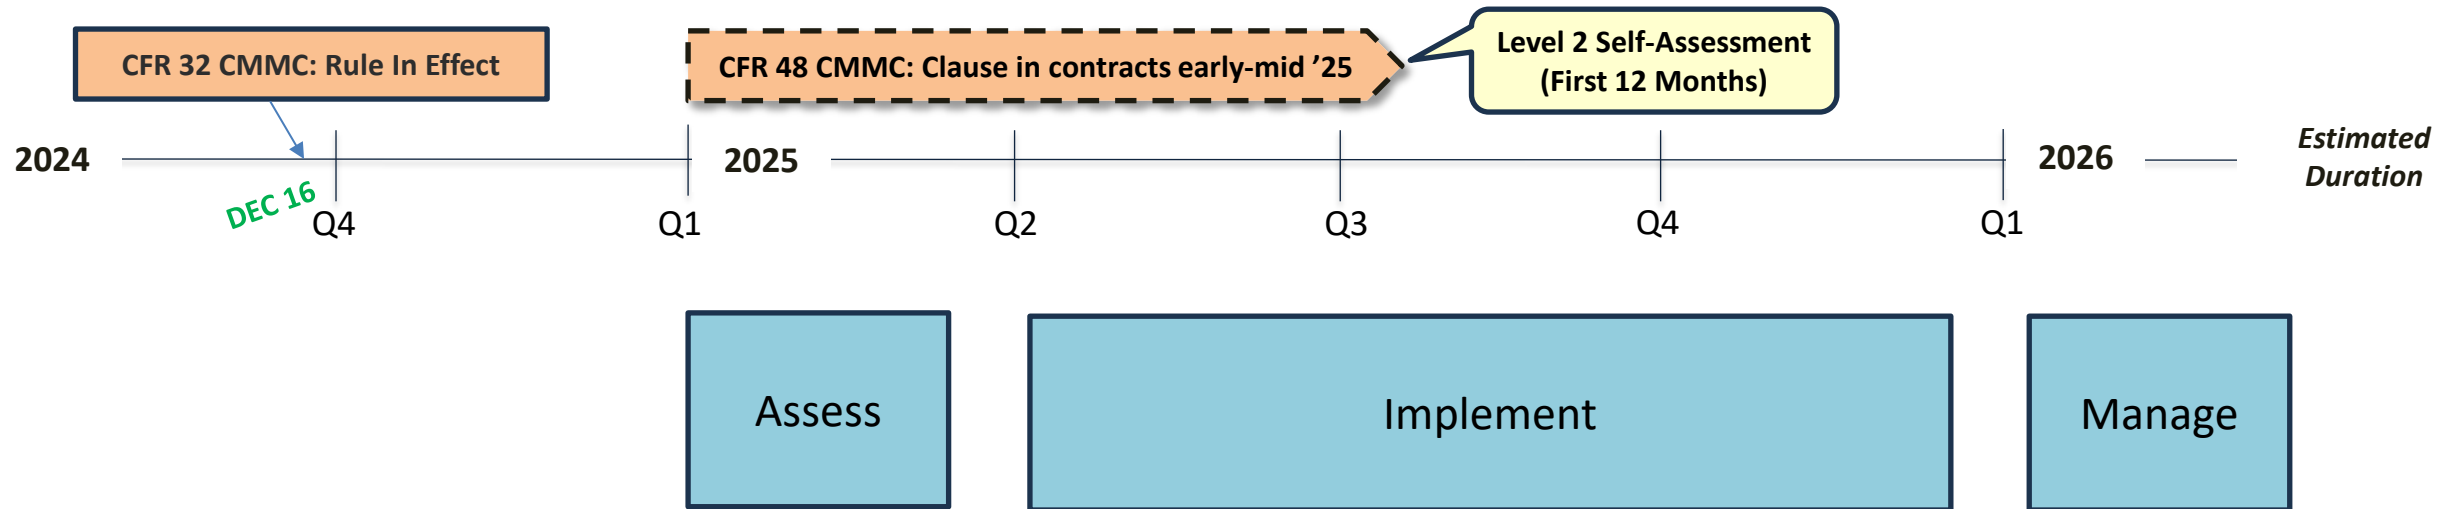 CFR 32 CMMC: Rule In Effect
CFR 48 CMMC: Clause in contracts early-mid ’25
Level 2 Self-Assessment
(First 12 Months)
2024
2025
2026
Estimated
Duration
DEC 16
Q4
Q1
Q2
Q3
Q4
Q1
Assess
Implement
Manage